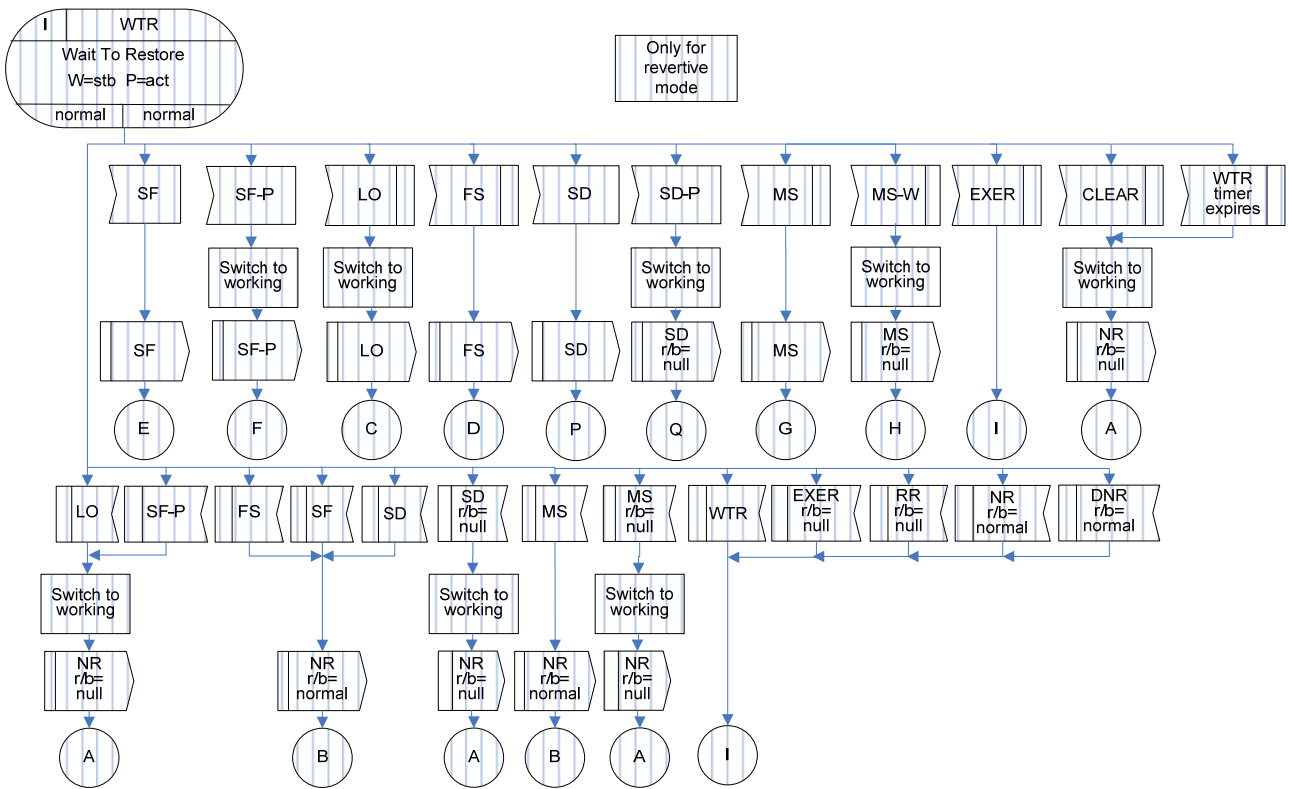 I WTR
Wait To Restore
W=stb P=act
normal normal
Only for
revertive
mode
SF
SF-P
LO
FS
SD
SD-P
MS
MS-W
EXER
CLEAR
WTR
timer
expires
Switch to
working
Switch to
working
Switch to
working
Switch to
working
Switch to
working
SF
SF-P
LO
FS
SD
SD
r/b=
null
MS
MS
r/b=
null
NR
r/b=
null
E
F
C
D
P
Q
G
H
I
A
LO
SF-P
FS
SF
SD
SD
r/b=
null
MS
MS
r/b=
null
WTR
EXER
r/b=
null
RR
r/b=
null
NR
r/b=
normal
DNR
r/b=
normal
Switch to
working
Switch to
working
Switch to
working
NR
r/b=
null
NR
r/b=
normal
NR
r/b=
null
NR
r/b=
normal
NR
r/b=
null
A
B
A
B
A
I